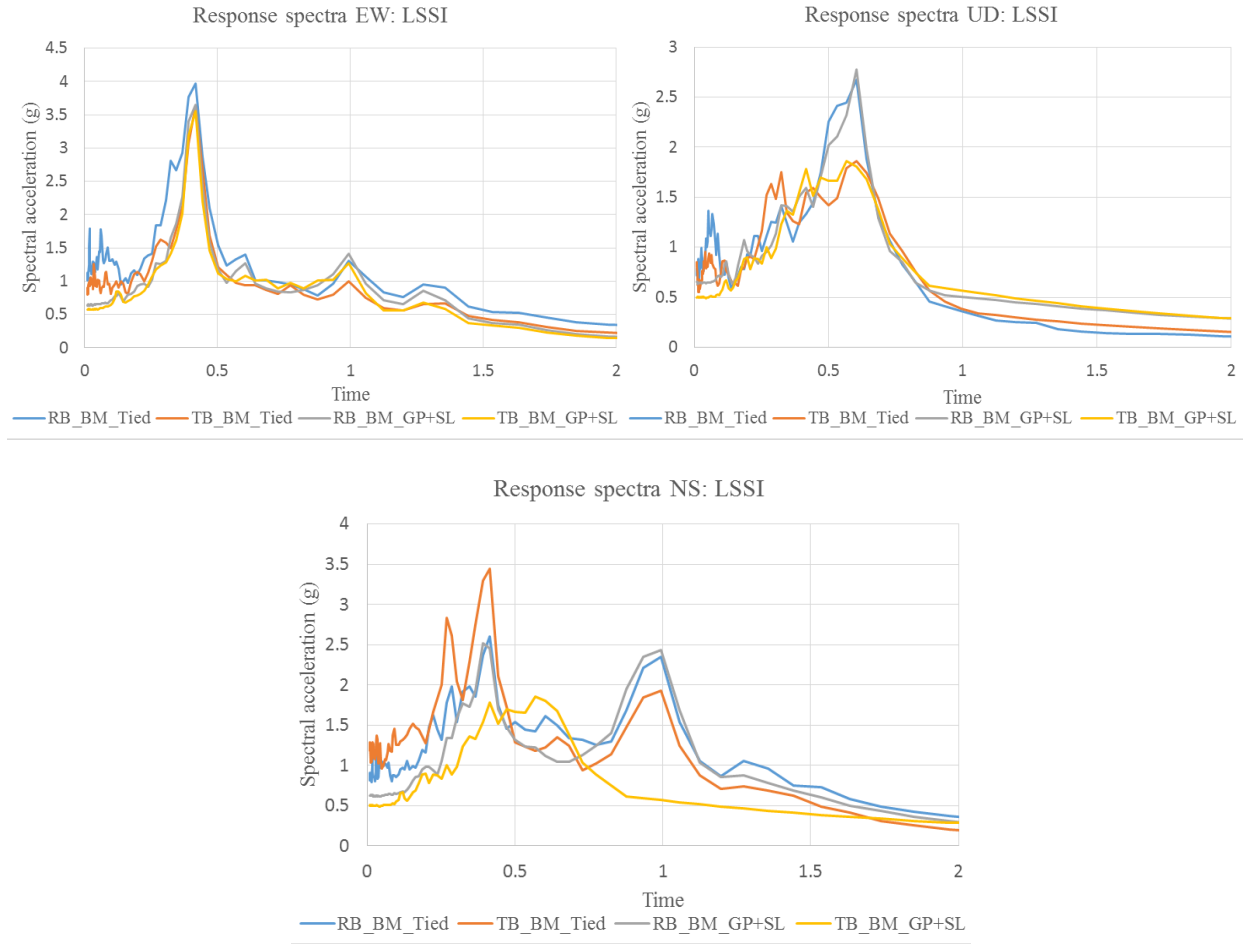 Response spectra EW: LSSI
Spectral acceleration (g)
4.5
4
3.5
3
2.5
2
1.5
1
0.5
0
0 0.5 1 1.5 2
Time
RB_BM_Tied TB_BM_Tied RB_BM_GP+SL TB_BM_GP+SL
Response spectra UD: LSSI
Spectral acceleration (g)
3
2.5
2
1.5
1
0.5
0
0 0.5 1 1.5 2
Time
RB_BM_Tied TB_BM_Tied RB_BM_GP+SL TB_BM_GP+SL
Response spectra NS: LSSI
Spectral acceleration (g)
4
3.5
3
2.5
2
1.5
1
0.5
0
0 0.5 1 1.5 2
Time
RB_BM_Tied TB_BM_Tied RB_BM_GP+SL TB_BM_GP+SL